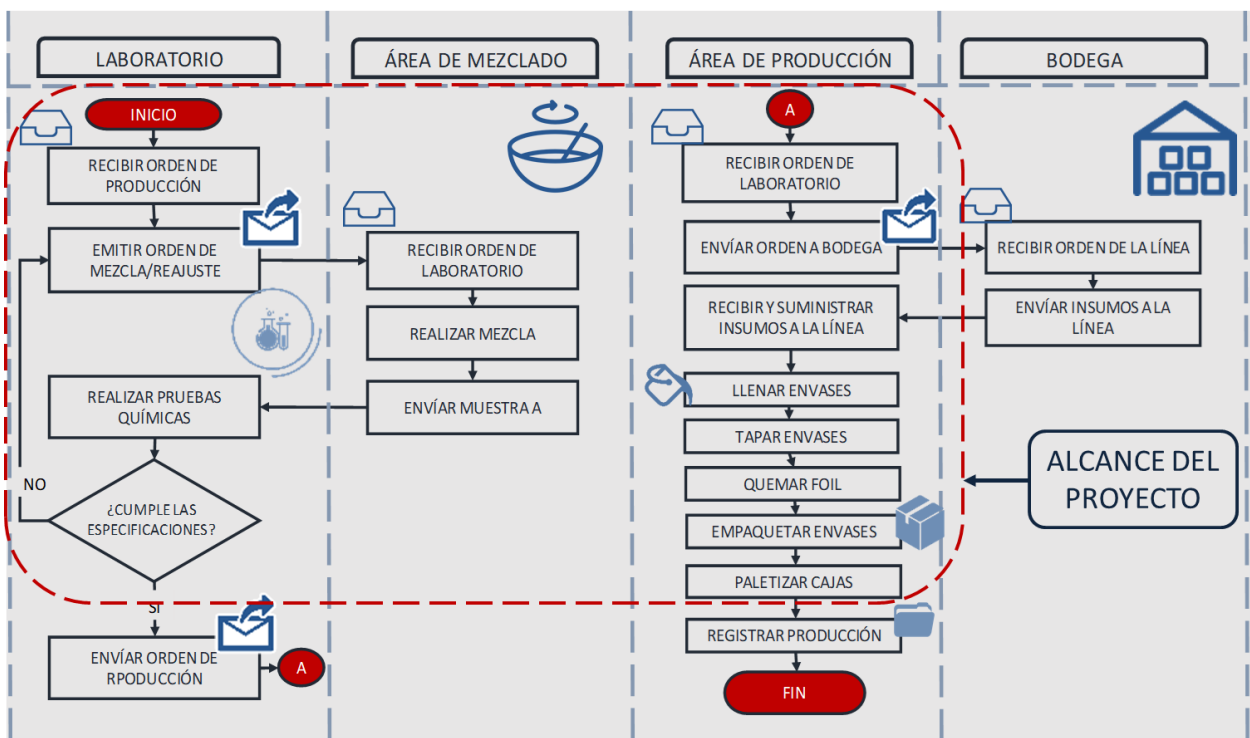 LABORATORIO
ÁREA DE MEZCLADO
ÁREA DE PRODUCCIÓN
BODEGA
INICIO
RECIBIR ORDEN DE
PRODUCCIÓN
EMITIR ORDEN DE
MEZCLA/REAJUSTE
REALIZAR PRUEBAS
QUÍMICAS
NO
¿CUMPLE LAS
ESPECIFICACIONES?
SI
ENVÍAR ORDEN DE
RPODUCCIÓN
A
RECIBIR ORDEN DE
LABORATORIO
REALIZAR MEZCLA
ENVÍAR MUESTRA A
A
RECIBIR ORDEN DE
LABORATORIO
ENVÍAR ORDEN A BODEGA
RECIBIR Y SUMINISTRAR
INSUMOS A LA LÍNEA
LLENAR ENVASES
TAPAR ENVASES
QUEMAR FOIL
EMPAQUETAR ENVASES
PALETIZAR CAJAS
REGISTRAR PRODUCCIÓN
FIN
RECIBIR ORDEN DE LA LÍNEA
ENVÍAR INSUMOS A LA
LÍNEA
ALCANCE DEL
PROYECTO